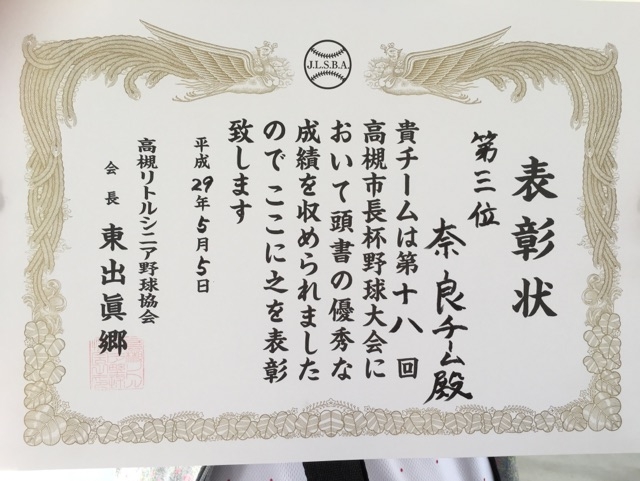 J.L.S.B.A.
表彰状
第三位
奈良チーム殿
貴チームは第十八回
高槻市長杯野球大会に
おいて頭書の優秀な
成績を収められました
のでここに之を表彰
致します
平成29年5月5日
高槻リトルシニア野球協会
会長 東出眞郷